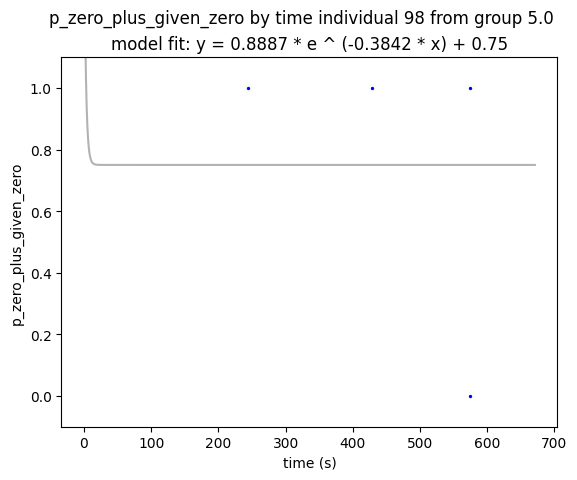 p_zero_plus_given_zero by time individual 98 from group 5.0
model fit: y = 0.8887 * e ^ (-0.3842 * x) + 0.75
p_zero_plus_given_zero
1.0
0.8
0.6
0.4
0.2
0.0
0 100 200 300 400 500 600 700
time (s)